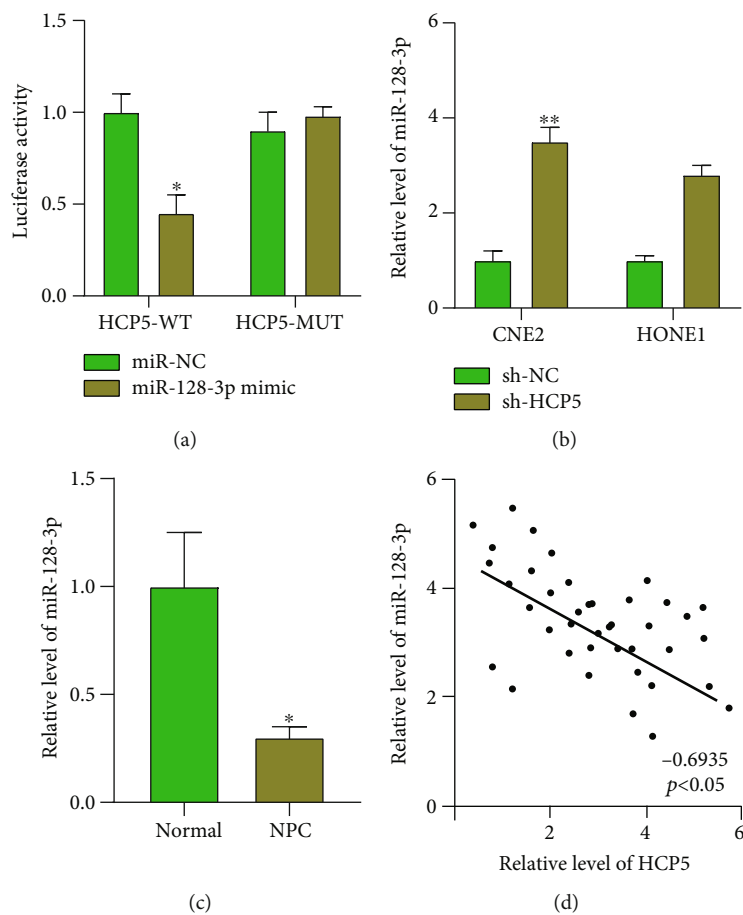 1.5
1.0
0.5
0.0
Luciferase activity
*
HCP5-WT HCP5-MUT
miR-NC
miR-128-3p mimic
(a)
6
4
2
0
Relative level of miR-128-3p
**
CNE2 HONE1
sh-NC
sh-HCP5
(b)
1.5
1.0
0.5
0.0
Relative level of miR-128-3p
*
Normal NPC
(c)
6
4
2
0
Relative level of miR-128-3p
–0.6935
p<0.05
2 4 6
Relative level of HCP5
(d)